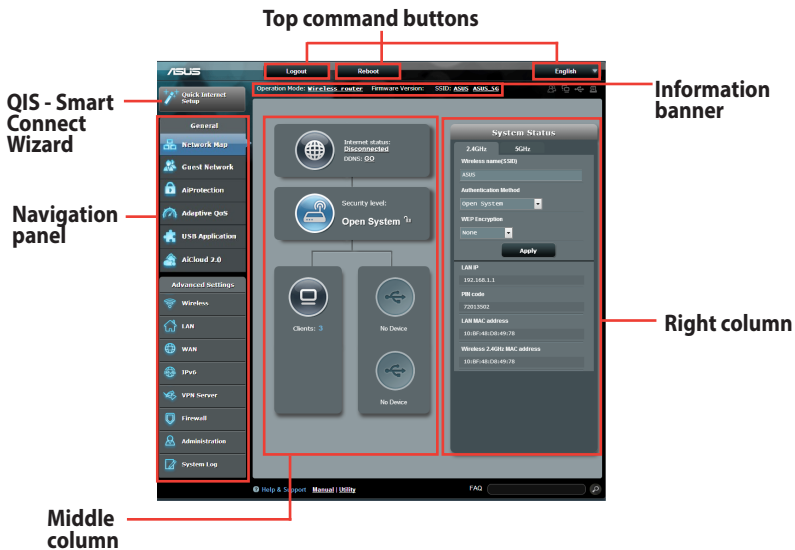 Top command buttons
ASUS
Logout
Reboot
English
QIS - Smart
Connect
Wizard
Quick Internet
Setup
Operation Mode: Wireless router Firmware Version: SSID: ASUS ASUS_5G
Information
banner
Navigation
panel
General
Network Map
Guest Network
AiProtection
Adaptive QoS
USB Application
AiCloud 2.0
Advanced Settings
Wireless
LAN
WAN
IPv6
VPN Server
Firewall
Administration
System Log
Internet status:
Disconnected
DDNS: GO
Security level:
Open System
Clients: 3
No Device
No Device
System Status
2.4GHz 5GHz
Wireless name(SSID)
ASUS
Authentication Method
Open System
WEP Encryption
None
Apply
LAN IP
192.168.1.1
PIN code
72013502
LAN MAC address
10:BF:48:D8:49:78
Wireless 2.4GHz MAC address
10:BF:48:D8:49:78
Right column
Help & Support Manual | Utility
FAQ
Middle
column